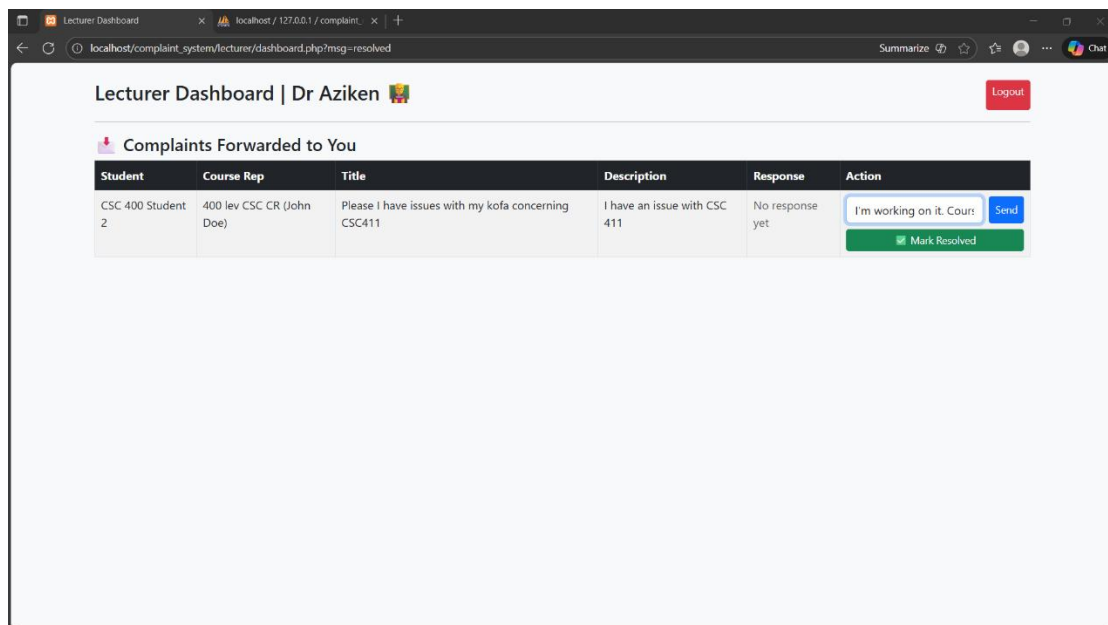 Lecturer Dashboard
localhost / 127.0.0.1 / complaint_
localhost/complaint_system/lecturer/dashboard.php?msg=resolved
Summarize
Chat
Lecturer Dashboard | Dr Aziken
Logout
Complaints Forwarded to You
Student Course Rep Title Description Response Action
CSC 400 Student 400 lev CSC CR (John Please I have issues with my kofa concerning I have an issue with CSC No response I'm working on it. Cours Send
2 Doe) CSC411 411 yet
Mark Resolved